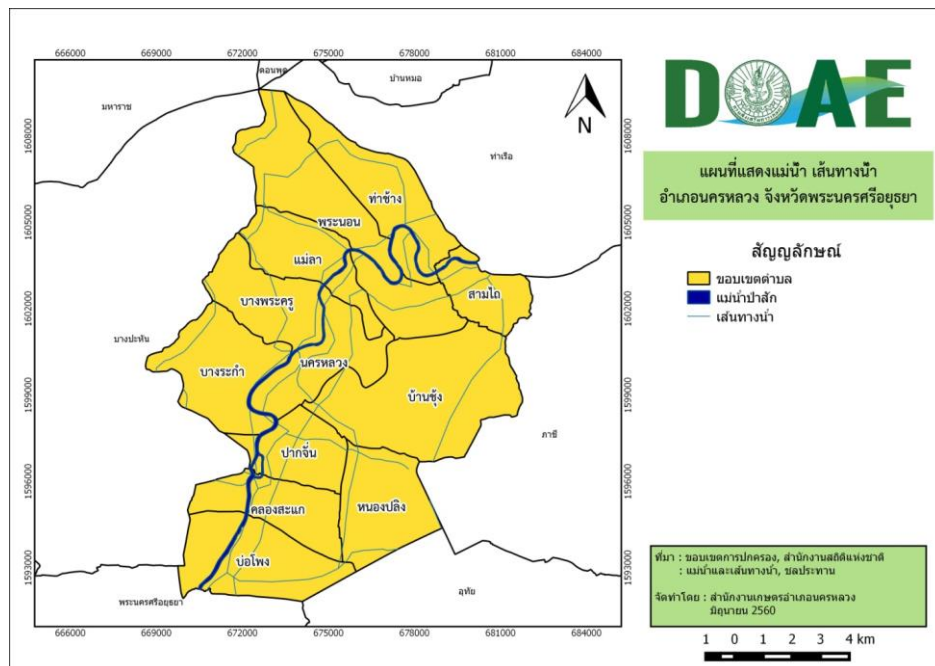 666000 669000 672000 675000 678000 681000 684000
ดอนพุด
บ้านหมอ
มหาราช
N
ท่าเรือ
1608000
1608000
ท่าช้าง
พระนอน
1605000
1605000
แม่ลา
สามไถ
บางพระครู
1602000
1602000
บางปะหัน
นครหลวง
บางระกำ
บ้านชุ้ง
1599000
1599000
ภาชี
ปากจั่น
1596000
1596000
คลองสะแก
หนองปลิง
บ่อโพง
1593000
1593000
พระนครศรีอยุธยา
อุทัย
666000 669000 672000 675000 678000 681000 684000
DOAE
แผนที่แสดงแม่น้ำ เส้นทางน้ำ
อำเภอนครหลวง จังหวัดพระนครศรีอยุธยา
สัญญลักษณ์
ขอบเขตตำบล
แม่น้ำป่าสัก
เส้นทางน้ำ
ที่มา : ขอบเขตการปกครอง, สำนักงานสถิติแห่งชาติ
: แม่น้ำและเส้นทางน้ำ, ชลประทาน
จัดทำโดย : สำนักงานเกษตรอำเภอนครหลวง
มิถุนายน 2560
1 0 1 2 3 4 km